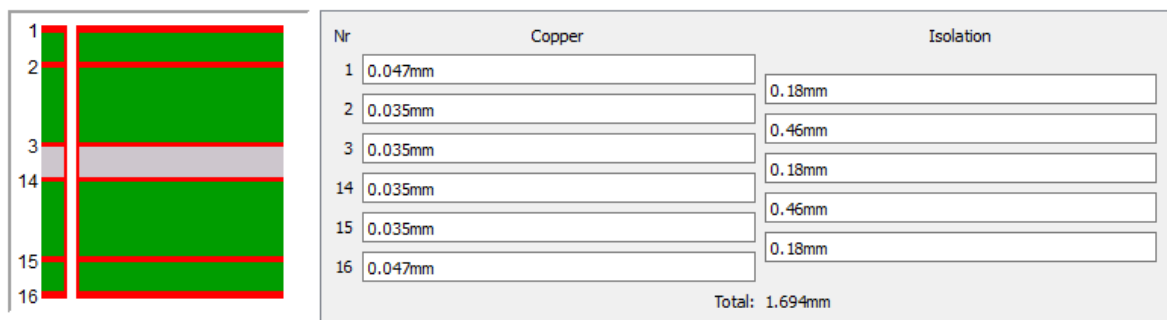 1
2
3
14
15
16
Nr Copper Isolation
1 0.047mm
0.18mm
2 0.035mm
0.46mm
3 0.035mm
0.18mm
14 0.035mm
0.46mm
15 0.035mm
0.18mm
16 0.047mm
Total: 1.694mm